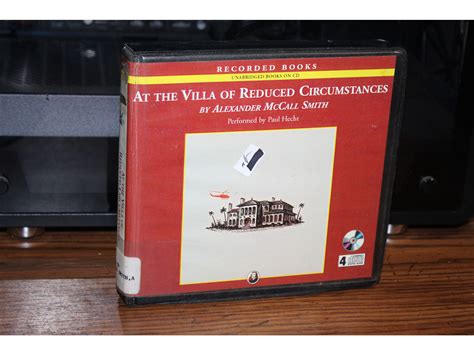 RECORDED BOOKS
UNABRIDGED BOOKS ON CD
AT THE VILLA OF REDUCED CIRCUMSTANCES
BY ALEXANDER MCCALL SMITH
Performed by Paul Hecht
4